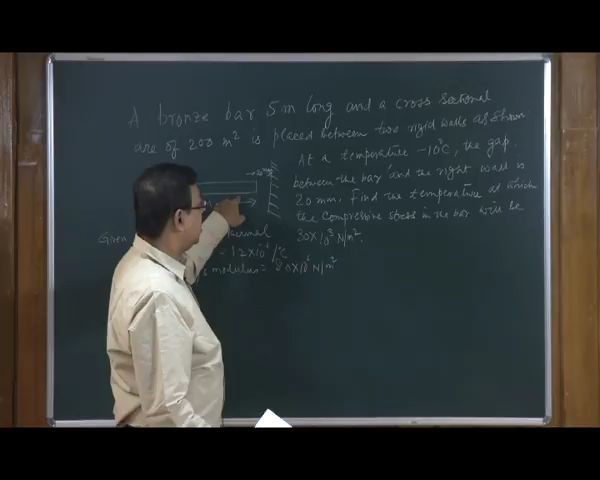 A bronze bar 5m long and a cross sectional
are of 200 m² is placed between two rigid walls as shown.
At a temperature -10°C, the gap
between the bar and the right wall is
20 mm. Find the temperature at which
the compressive stress in the bar will be
30×10³ N/m².
Given thermal
= 12×10⁻⁶/°C
modulus = 80×10⁶ N/m²